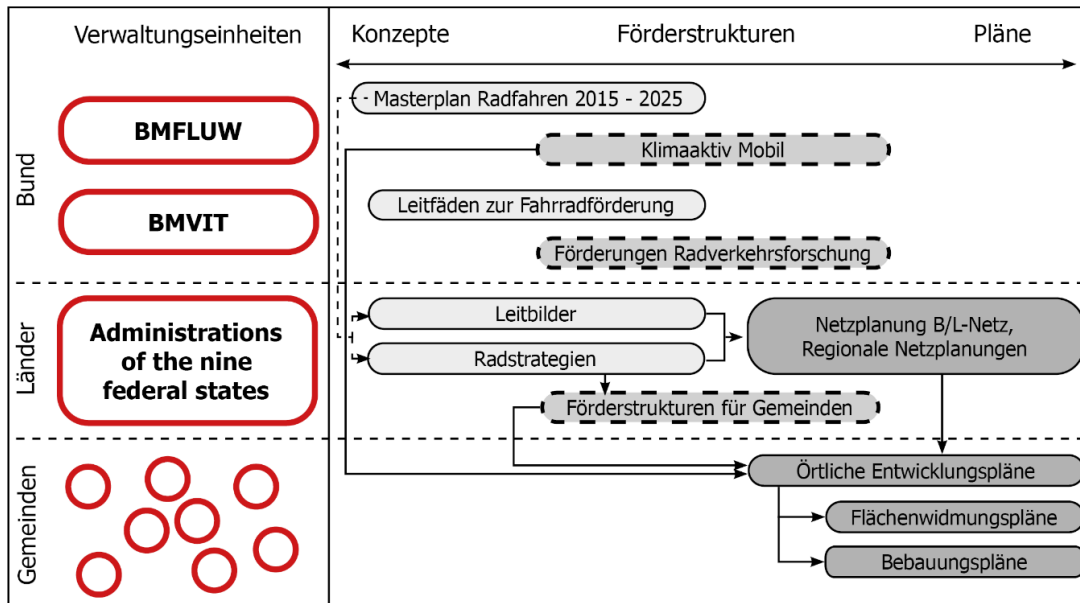 Verwaltungseinheiten
Konzepte
Förderstrukturen
Pläne
Bund
BMFLUW
BMVIT
Masterplan Radfahren 2015 - 2025
Klimaaktiv Mobil
Leitfäden zur Fahrradförderung
Förderungen Radverkehrsforschung
Länder
Administrations
of the nine
federal states
Leitbilder
Radstrategien
Netzplanung B/L-Netz,
Regionale Netzplanungen
Förderstrukturen für Gemeinden
Gemeinden
Örtliche Entwicklungspläne
Flächenwidmungspläne
Bebauungspläne